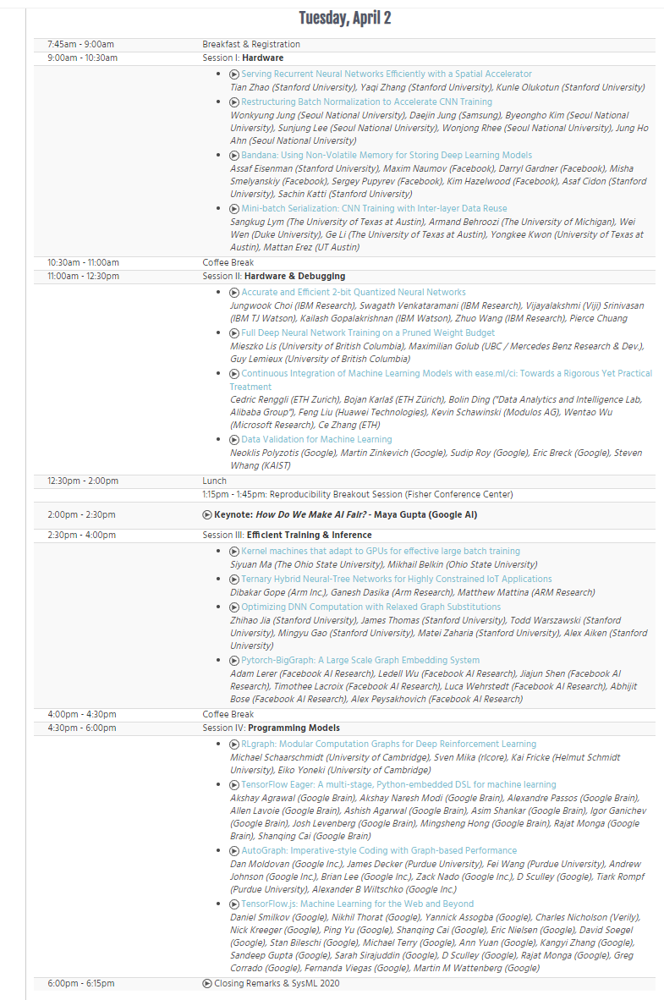 Tuesday, April 2
7:45am - 9:00am Breakfast & Registration
9:00am - 10:30am Session I: Hardware
Serving Recurrent Neural Networks Efficiently with a Spatial Accelerator
Tian Zhao (Stanford University), Yaqi Zhang (Stanford University), Kunle Olukotun (Stanford University)
Restructuring Batch Normalization to Accelerate CNN Training
Wonkyung Jung (Seoul National University), Daejin Jung (Samsung), Byeongho Kim (Seoul National
University), Sunjung Lee (Seoul National University), Wonjong Rhee (Seoul National University), Jung Ho
Ahn (Seoul National University)
Bandana: Using Non-Volatile Memory for Storing Deep Learning Models
Assaf Eisenman (Stanford University), Maxim Naumov (Facebook), Darryl Gardner (Facebook), Misha
Smelyanskiy (Facebook), Sergey Pupyrev (Facebook), Kim Hazelwood (Facebook), Asaf Cidon (Stanford
University), Sachin Katti (Stanford University)
Mini-batch Serialization: CNN Training with Inter-layer Data Reuse
Sangkug Lym (The University of Texas at Austin), Armand Behroozi (The University of Michigan), Wei
Wen (Duke University), Ge Li (The University of Texas at Austin), Yongkee Kwon (University of Texas at
Austin), Mattan Erez (UT Austin)
10:30am - 11:00am Coffee Break
11:00am - 12:30pm Session II: Hardware & Debugging
Accurate and Efficient 2-bit Quantized Neural Networks
Jungwook Choi (IBM Research), Swagath Venkataramani (IBM Research), Vijayalakshmi (Viji) Srinivasan
(IBM TJ Watson), Kailash Gopalakrishnan (IBM Watson), Zhuo Wang (IBM Research), Pierce Chuang
Full Deep Neural Network Training on a Pruned Weight Budget
Mieszko Lis (University of British Columbia), Maximilian Golub (UBC / Mercedes Benz Research & Dev.),
Guy Lemieux (University of British Columbia)
Continuous Integration of Machine Learning Models with ease.ml/ci: Towards a Rigorous Yet Practical
Treatment
Cedric Renggli (ETH Zurich), Bojan Karlaš (ETH Zürich), Bolin Ding ("Data Analytics and Intelligence Lab,
Alibaba Group"), Feng Liu (Huawei Technologies), Kevin Schawinski (Modulos AG), Wentao Wu
(Microsoft Research), Ce Zhang (ETH)
Data Validation for Machine Learning
Neoklis Polyzotis (Google), Martin Zinkevich (Google), Sudip Roy (Google), Eric Breck (Google), Steven
Whang (KAIST)
12:30pm - 2:00pm Lunch
1:15pm - 1:45pm: Reproducibility Breakout Session (Fisher Conference Center)
2:00pm - 2:30pm Keynote: How Do We Make AI Fair? - Maya Gupta (Google AI)
2:30pm - 4:00pm Session III: Efficient Training & Inference
Kernel machines that adapt to GPUs for effective large batch training
Siyuan Ma (The Ohio State University), Mikhail Belkin (Ohio State University)
Ternary Hybrid Neural-Tree Networks for Highly Constrained IoT Applications
Dibakar Gope (Arm Inc.), Ganesh Dasika (Arm Research), Matthew Mattina (ARM Research)
Optimizing DNN Computation with Relaxed Graph Substitutions
Zhihao Jia (Stanford University), James Thomas (Stanford University), Todd Warszawski (Stanford
University), Mingyu Gao (Stanford University), Matei Zaharia (Stanford University), Alex Aiken (Stanford
University)
Pytorch-BigGraph: A Large Scale Graph Embedding System
Adam Lerer (Facebook AI Research), Ledell Wu (Facebook AI Research), Jiajun Shen (Facebook AI
Research), Timothee Lacroix (Facebook AI Research), Luca Wehrstedt (Facebook AI Research), Abhijit
Bose (Facebook AI Research), Alex Peysakhovich (Facebook AI Research)
4:00pm - 4:30pm Coffee Break
4:30pm - 6:00pm Session IV: Programming Models
RLgraph: Modular Computation Graphs for Deep Reinforcement Learning
Michael Schaarschmidt (University of Cambridge), Sven Mika (rlcore), Kai Fricke (Helmut Schmidt
University), Eiko Yoneki (University of Cambridge)
TensorFlow Eager: A multi-stage, Python-embedded DSL for machine learning
Akshay Agrawal (Google Brain), Akshay Naresh Modi (Google Brain), Alexandre Passos (Google Brain),
Allen Lavoie (Google Brain), Ashish Agarwal (Google Brain), Asim Shankar (Google Brain), Igor Ganichev
(Google Brain), Josh Levenberg (Google Brain), Mingsheng Hong (Google Brain), Rajat Monga (Google
Brain), Shanqing Cai (Google Brain)
AutoGraph: Imperative-style Coding with Graph-based Performance
Dan Moldovan (Google Inc.), James Decker (Purdue University), Fei Wang (Purdue University), Andrew
Johnson (Google Inc.), Brian Lee (Google Inc.), Zack Nado (Google Inc.), D Sculley (Google), Tiark Rompf
(Purdue University), Alexander B Wiltschko (Google Inc.)
TensorFlow.js: Machine Learning for the Web and Beyond
Daniel Smilkov (Google), Nikhil Thorat (Google), Yannick Assogba (Google), Charles Nicholson (Verily),
Nick Kreeger (Google), Ping Yu (Google), Shanqing Cai (Google), Eric Nielsen (Google), David Soegel
(Google), Stan Bileschi (Google), Michael Terry (Google), Ann Yuan (Google), Kangyi Zhang (Google),
Sandeep Gupta (Google), Sarah Sirajuddin (Google), D Sculley (Google), Rajat Monga (Google), Greg
Corrado (Google), Fernanda Viegas (Google), Martin M Wattenberg (Google)
6:00pm - 6:15pm Closing Remarks & SysML 2020